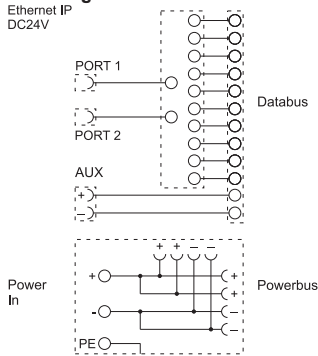 Ethernet IP
DC24V
PORT 1
Databus
PORT 2
AUX
+
–
+ + – –
+ +
+
Power
In
Powerbus
- –
–
PE